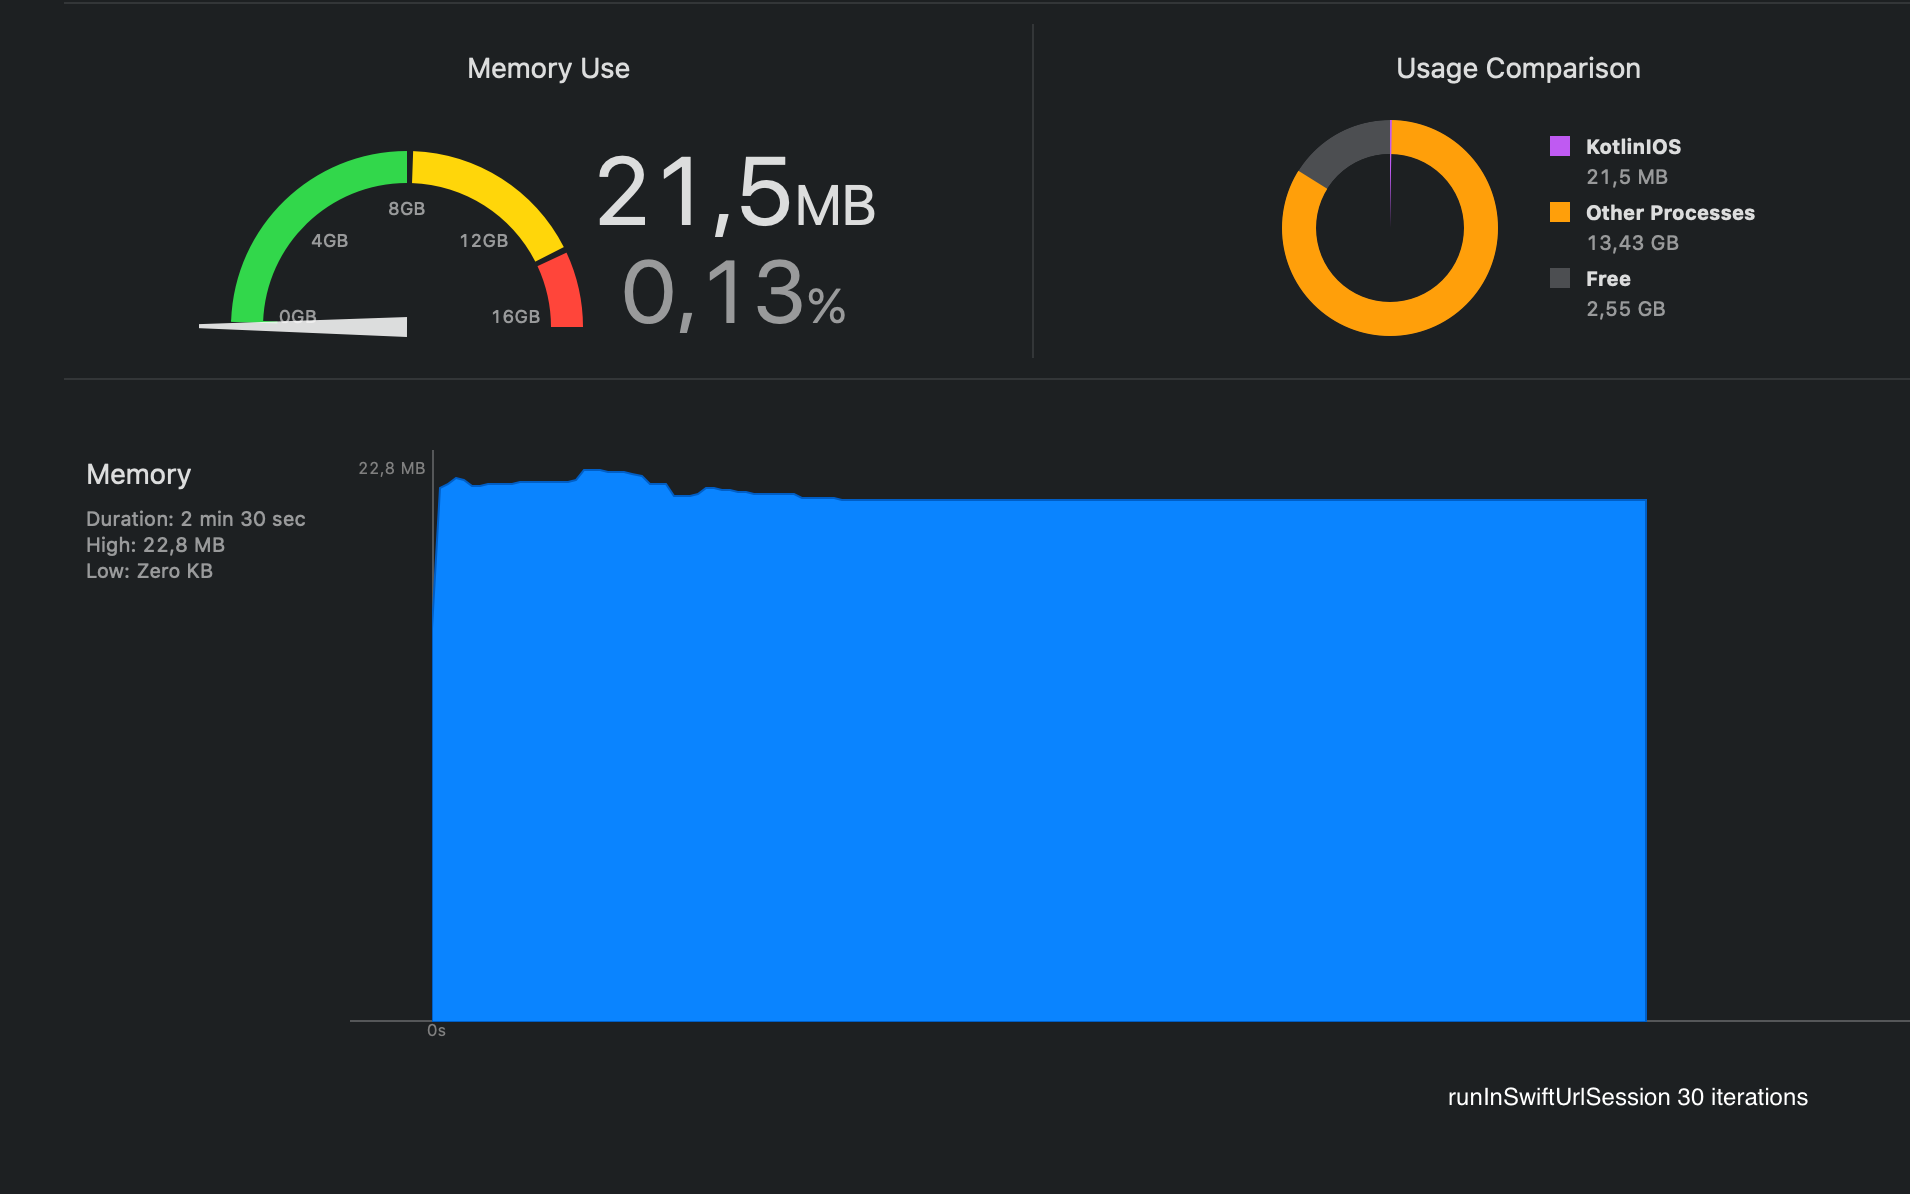 Memory Use
Usage Comparison
21,5MB
0,13%
8GB
4GB
12GB
0GB
16GB
KotlinIOS
21,5 MB
Other Processes
13,43 GB
Free
2,55 GB
Memory
Duration: 2 min 30 sec
High: 22,8 MB
Low: Zero KB
22,8 MB
0s
runInSwiftUrlSession 30 iterations